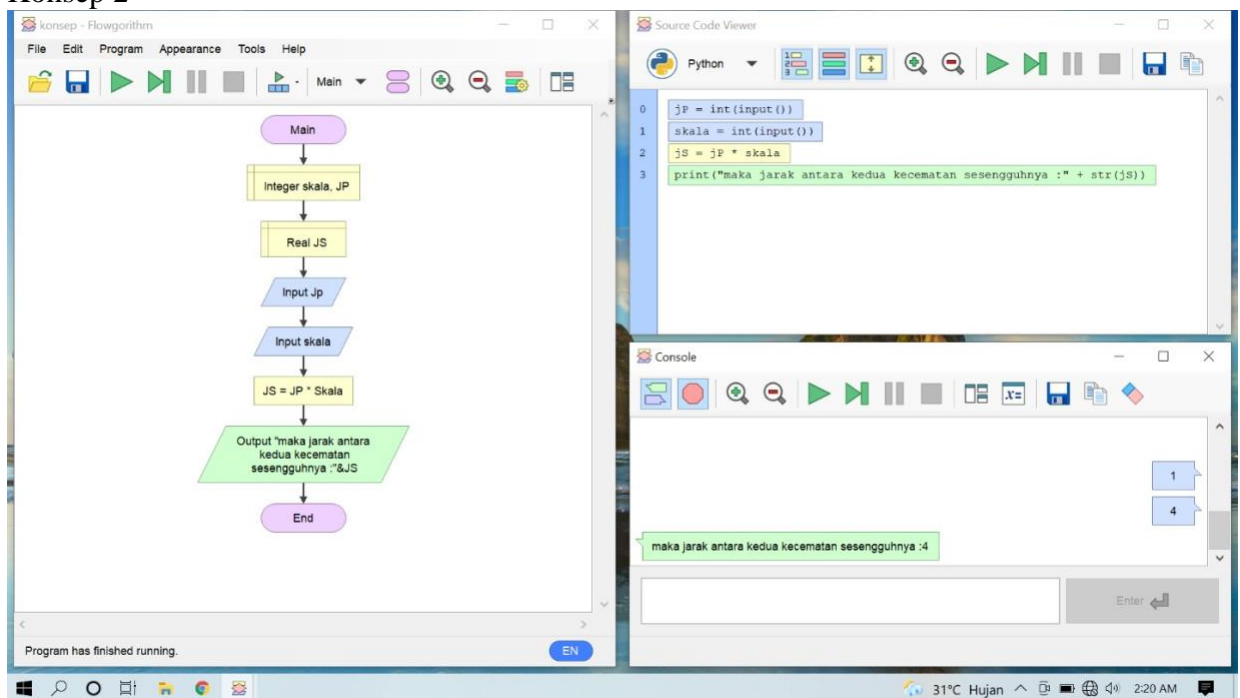 Konsep 2
konsep - Flowgorithm
File Edit Program Appearance Tools Help
Main
Main
Integer skala, JP
Real JS
Input Jp
Input skala
JS = JP * Skala
Output "maka jarak antara
kedua kecematan
sesengguhnya :"&JS
End
Program has finished running.
EN
Source Code Viewer
Python
0 jP = int(input())
1 skala = int(input())
2 jS = jP * skala
3 print("maka jarak antara kedua kecematan sesengguhnya :" + str(jS))
Console
x=
1
4
maka jarak antara kedua kecematan sesengguhnya :4
Enter
31°C Hujan
2:20 AM